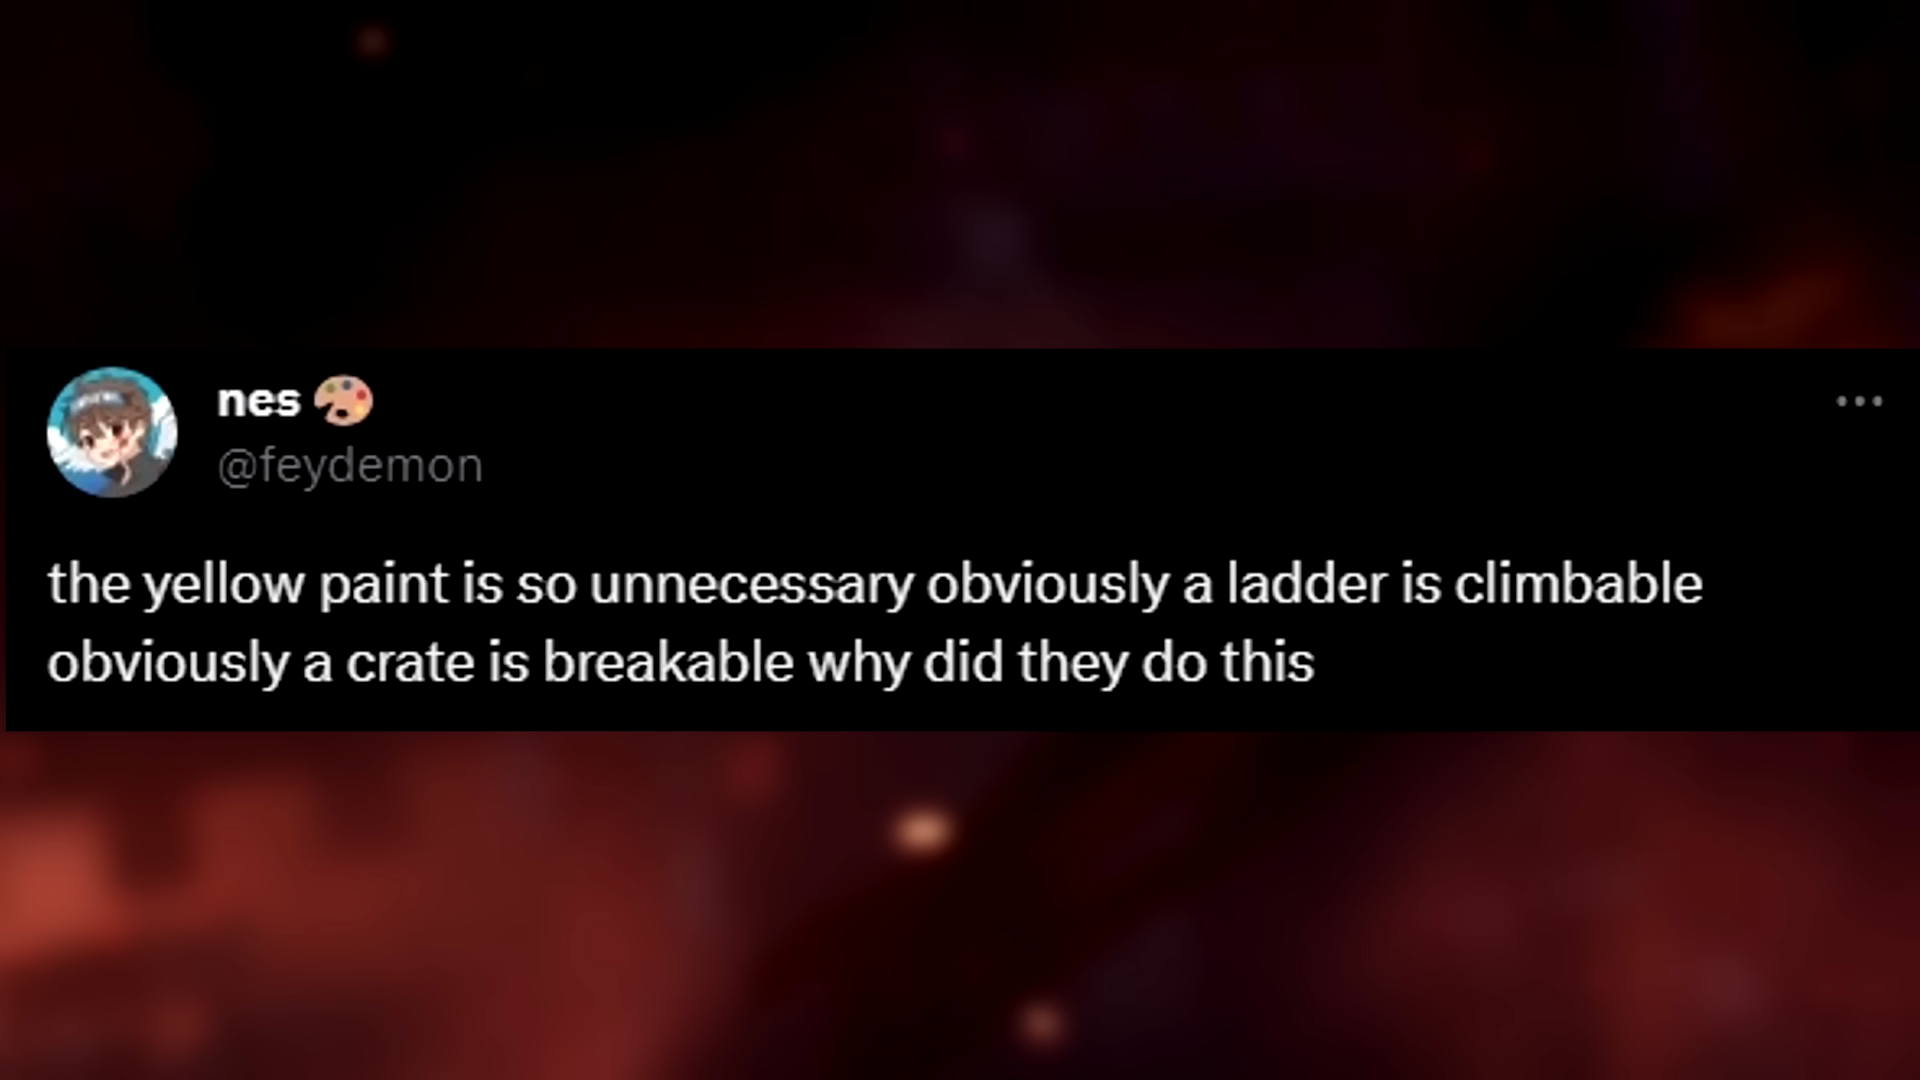 nes 🎨
@feydemon
the yellow paint is so unnecessary obviously a ladder is climbable
obviously a crate is breakable why did they do this